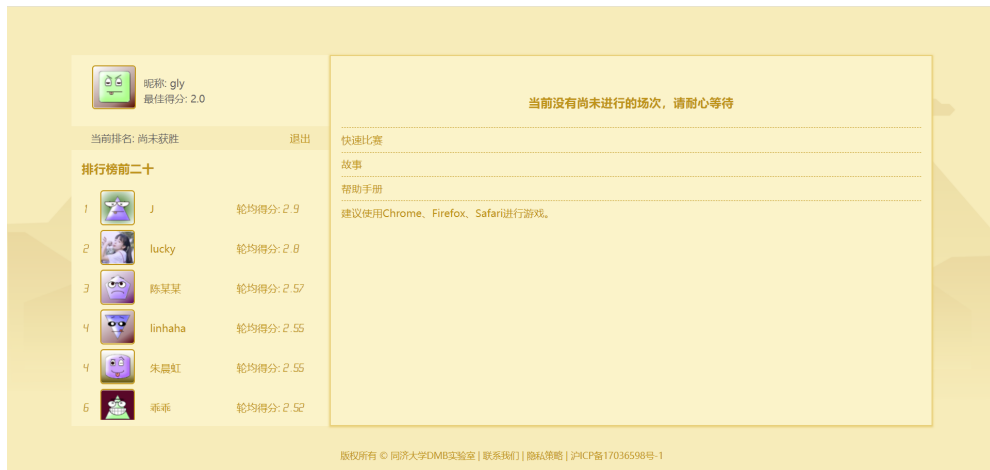 昵称: gly
最佳得分: 2.0
当前排名: 尚未获胜 退出
排行榜前二十
1 J 轮均得分: 2.9
2 lucky 轮均得分: 2.8
3 陈某某 轮均得分: 2.57
4 linhaha 轮均得分: 2.55
4 朱晨虹 轮均得分: 2.55
6 乖乖 轮均得分: 2.52
当前没有尚未进行的场次，请耐心等待
快速比赛
故事
帮助手册
建议使用Chrome、Firefox、Safari进行游戏。
版权所有 © 同济大学DMB实验室 | 联系我们 | 隐私策略 | 沪ICP备17036598号-1